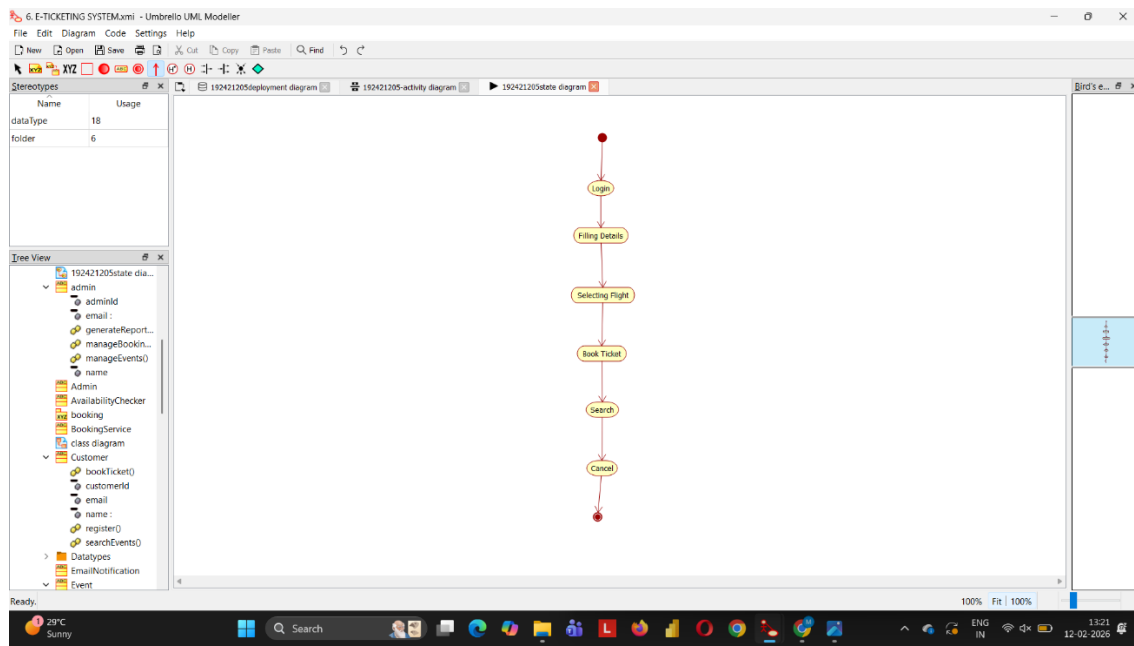 6. E-TICKETING SYSTEM.xmi - Umbrello UML Modeller
File Edit Diagram Code Settings Help
New Open Save Cut Copy Paste Find
XYZ
Stereotypes
Name Usage
dataType 18
folder 6
192421205deployment diagram 192421205-activity diagram 192421205state diagram
Bird's e...
Login
Filling Details
Selecting Flight
Book Ticket
Search
Cancel
Tree View
192421205state dia...
admin
adminId
email :
generateReport...
manageBookin...
manageEvents()
name
Admin
AvailabilityChecker
booking
BookingService
class diagram
Customer
bookTicket()
customerId
email
name :
register()
searchEvents()
Datatypes
EmailNotification
Event
Ready.
100% Fit 100%
1
29°C
Sunny
Search
L
ENG
IN
13:21
12-02-2026